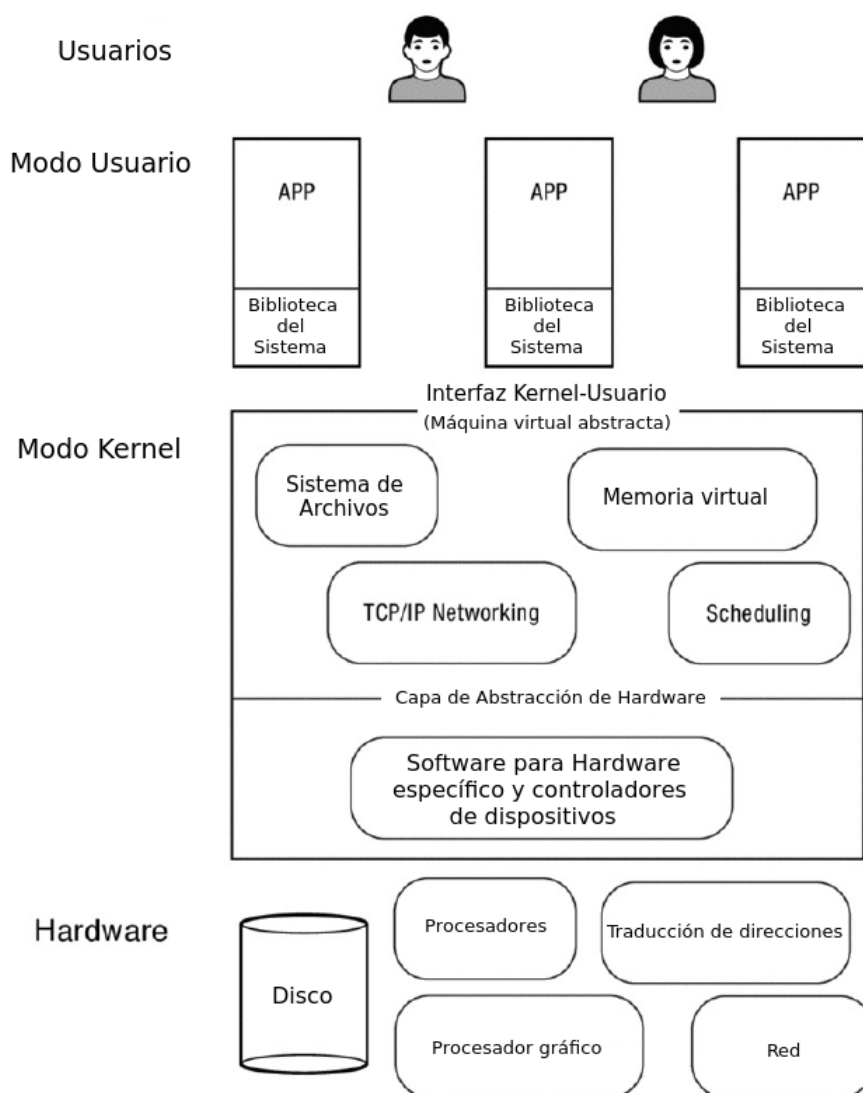 Usuarios
Modo Usuario
APP
APP
APP
Biblioteca
del
Sistema
Biblioteca
del
Sistema
Biblioteca
del
Sistema
Interfaz Kernel-Usuario
(Máquina virtual abstracta)
Modo Kernel
Sistema de
Archivos
Memoria virtual
TCP/IP Networking
Scheduling
Capa de Abstracción de Hardware
Software para Hardware
específico y controladores
de dispositivos
Hardware
Disco
Procesadores
Traducción de direcciones
Procesador gráfico
Red